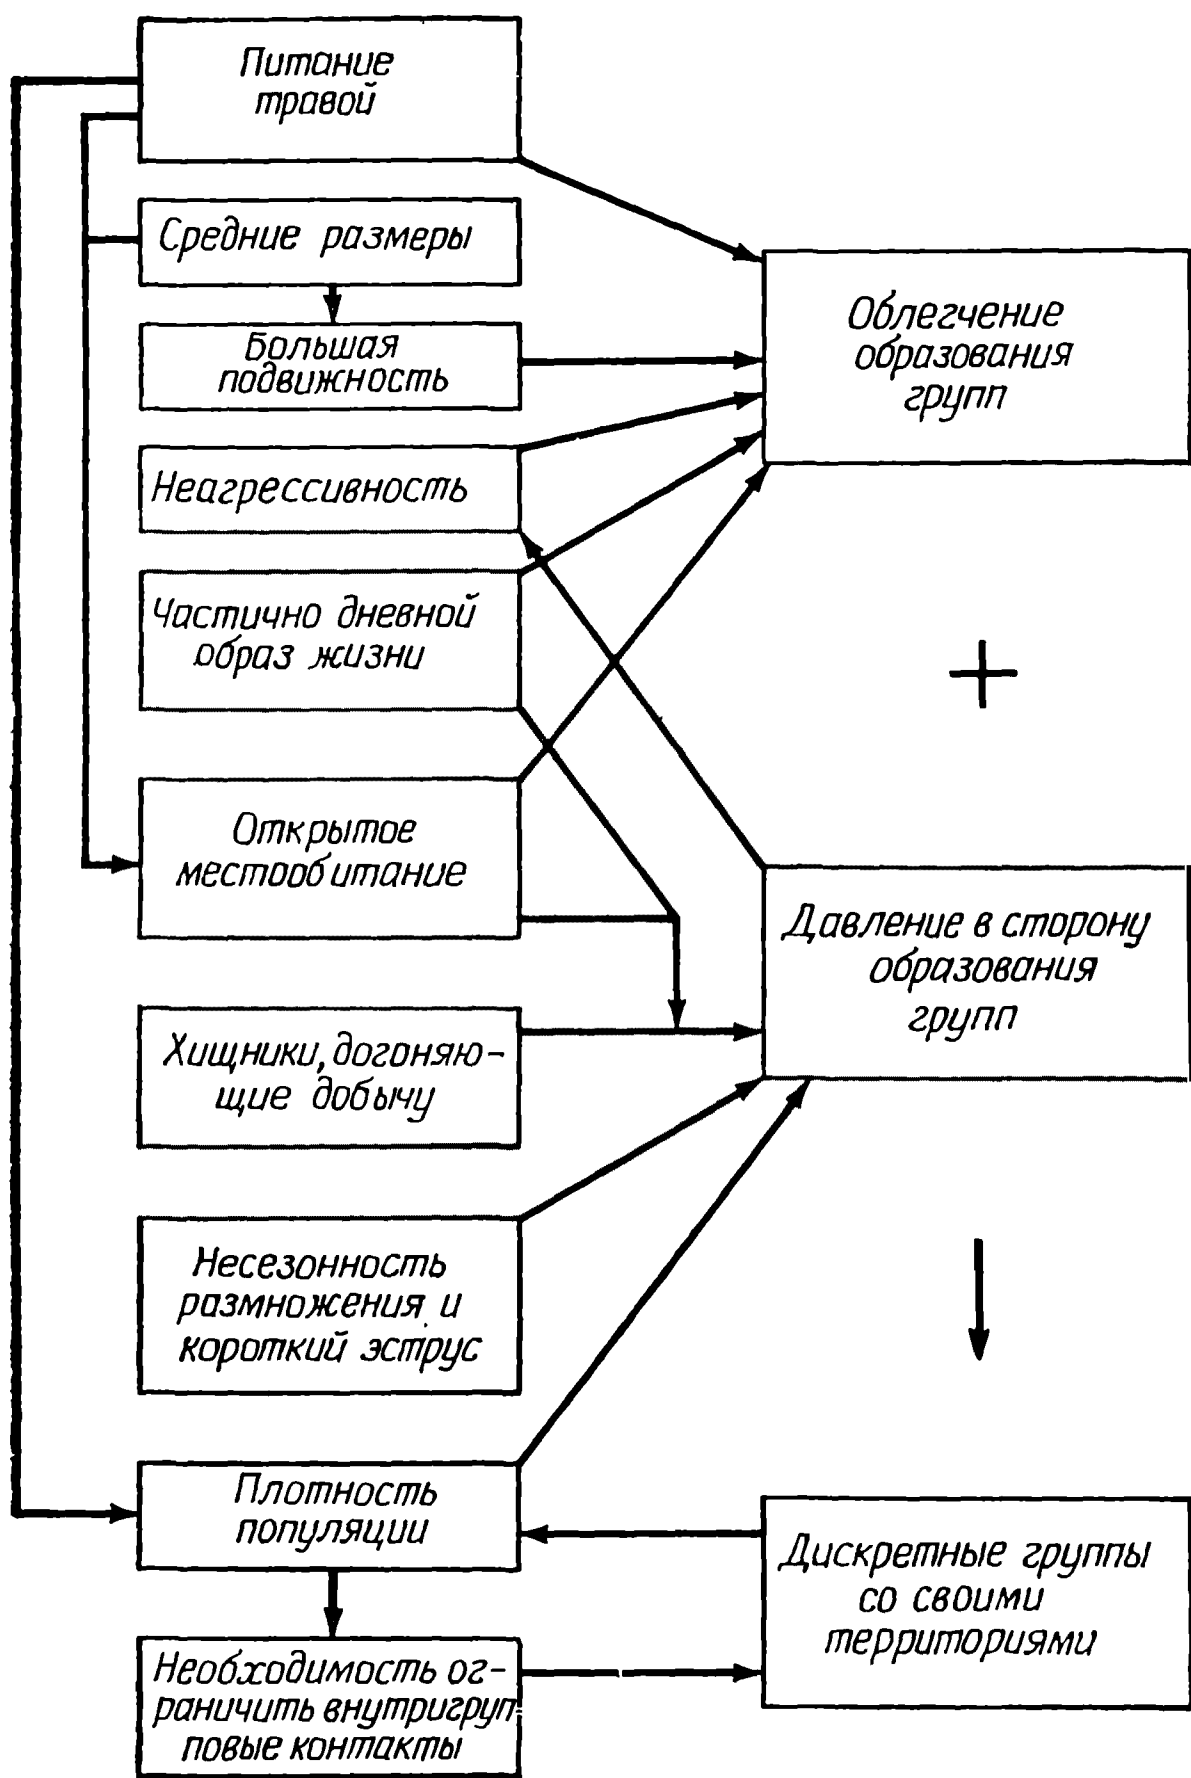 Питание
травой
Средние размеры
Большая
подвижность
Неагрессивность
Частично дневной
образ жизни
Открытое
местообитание
Хищники, догоняю-
щие добычу
Несезонность
размножения и
короткий эструс
Плотность
популяции
Необходимость ог-
раничить внутригруп-
повые контакты
Облегчение
образования
групп
+
Давление в сторону
образования
групп
Дискретные группы
со своими
территориями